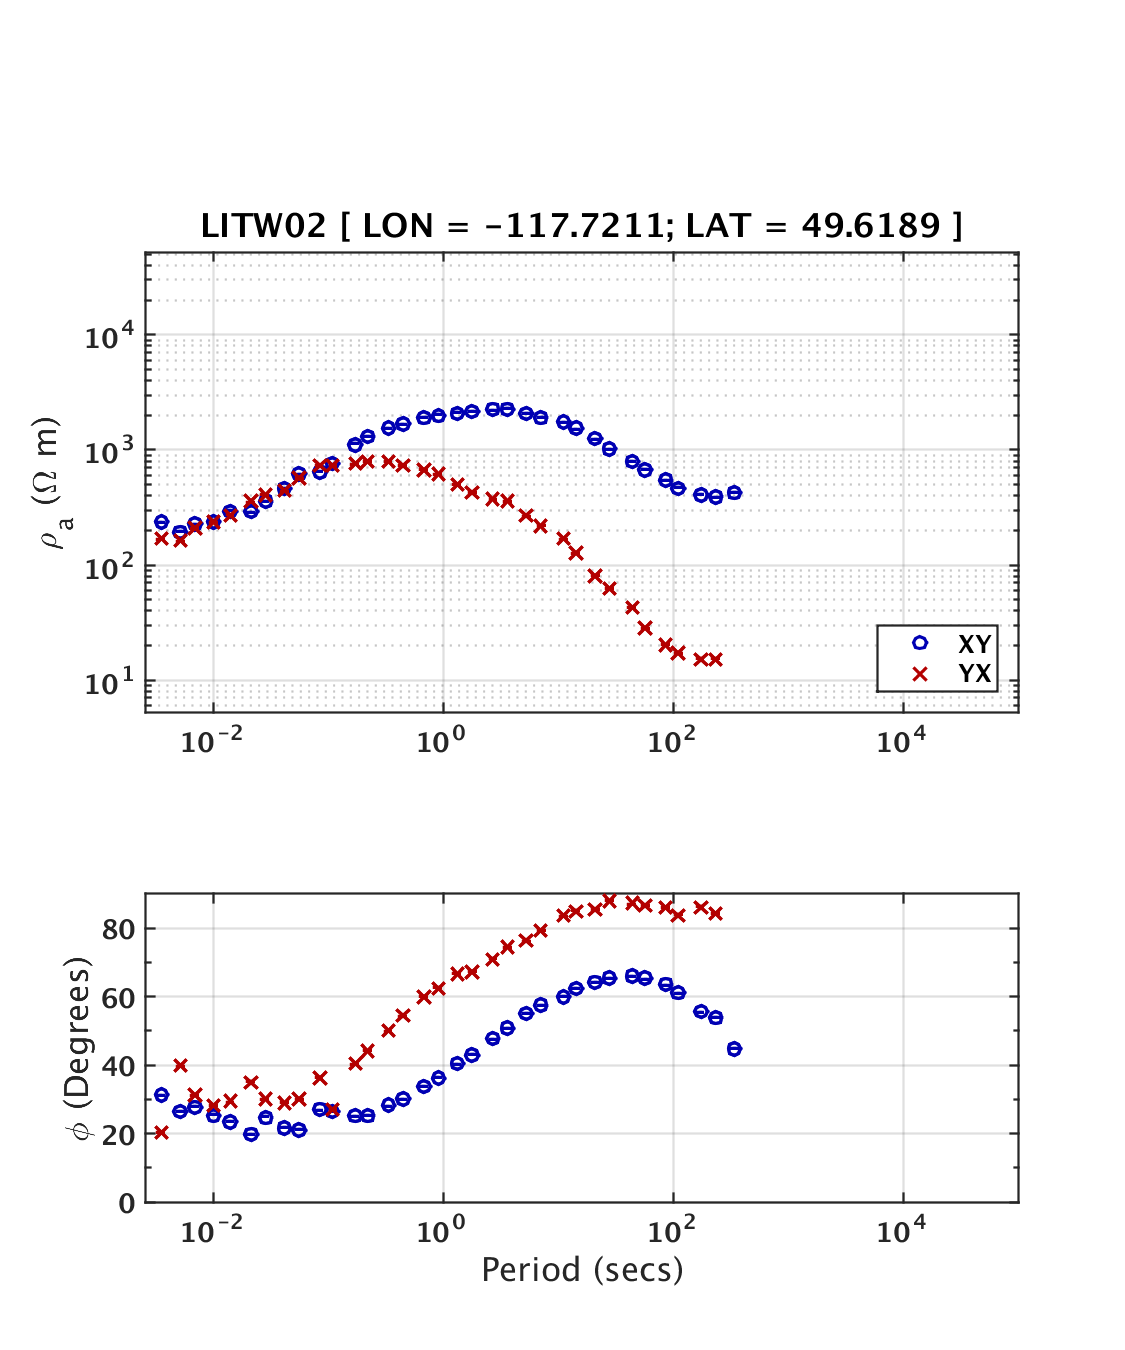 LITW02 [ LON = -117.7211; LAT = 49.6189 ]
ρa (Ω m)
10^4
10^3
10^2
10^1
XY
YX
10^-2 10^0 10^2 10^4
ϕ (Degrees)
80
60
40
20
0
10^-2 10^0 10^2 10^4
Period (secs)